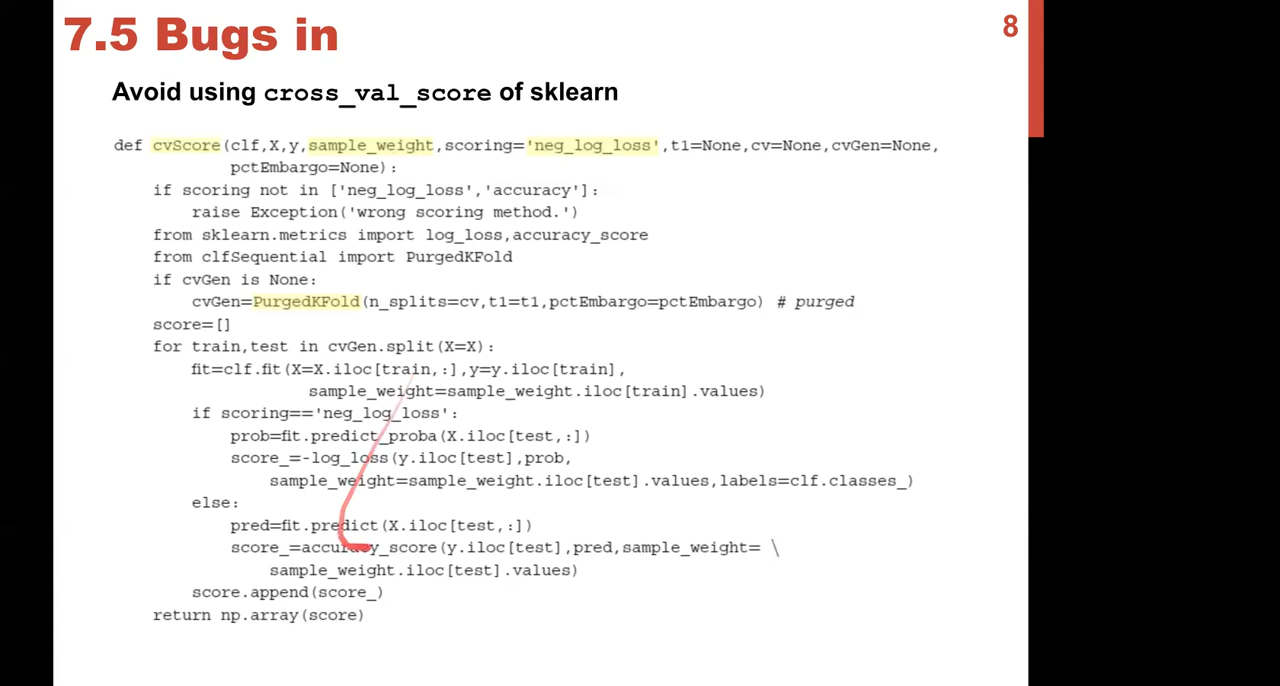 7.5 Bugs in
8
Avoid using cross_val_score of sklearn
def cvScore(clf,X,y,sample_weight,scoring='neg_log_loss',t1=None,cv=None,cvGen=None,
pctEmbargo=None):
if scoring not in ['neg_log_loss','accuracy']:
raise Exception('wrong scoring method.')
from sklearn.metrics import log_loss,accuracy_score
from clfSequential import PurgedKFold
if cvGen is None:
cvGen=PurgedKFold(n_splits=cv,t1=t1,pctEmbargo=pctEmbargo) # purged
score=[]
for train,test in cvGen.split(X=X):
fit=clf.fit(X=X.iloc[train,:],y=y.iloc[train],
sample_weight=sample_weight.iloc[train].values)
if scoring=='neg_log_loss':
prob=fit.predict_proba(X.iloc[test,:])
score_=-log_loss(y.iloc[test],prob,
sample_weight=sample_weight.iloc[test].values,labels=clf.classes_)
else:
pred=fit.predict(X.iloc[test,:])
score_=accuracy_score(y.iloc[test],pred,sample_weight= \
sample_weight.iloc[test].values)
score.append(score_)
return np.array(score)